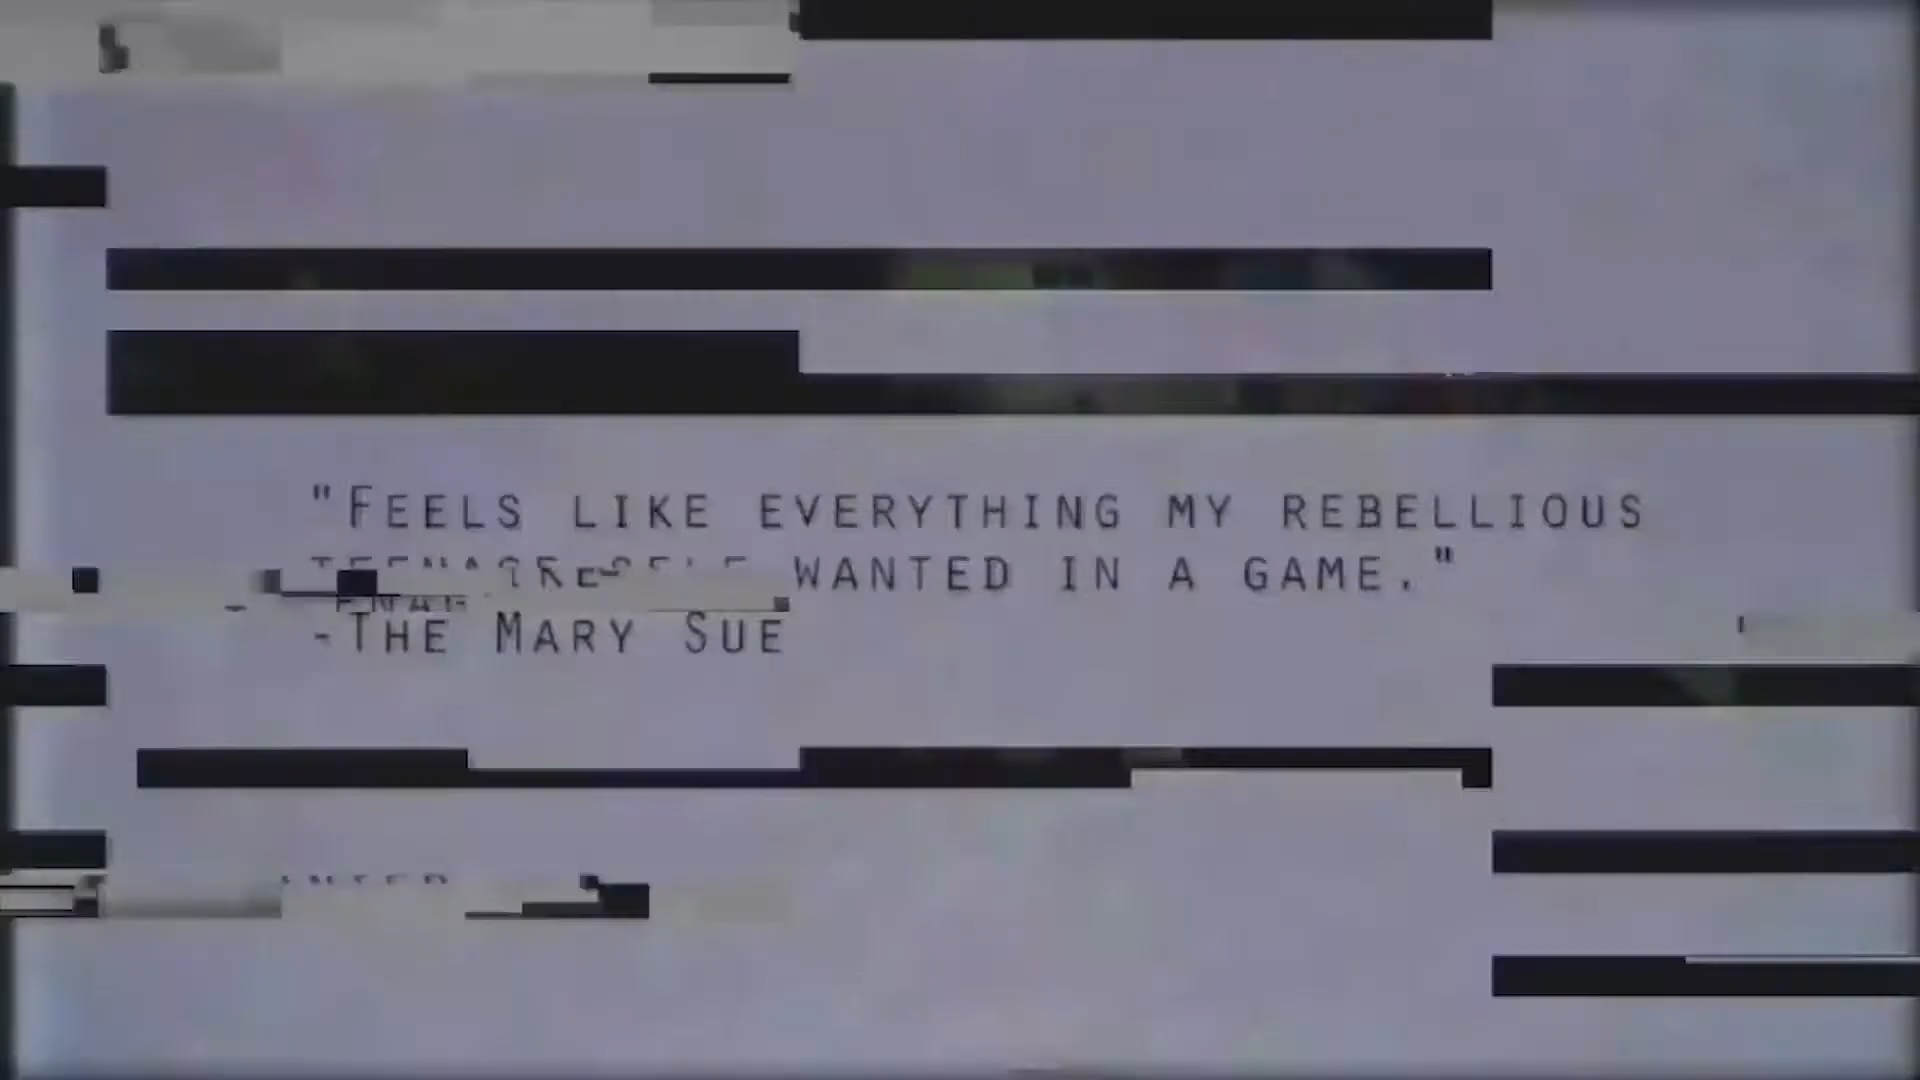 "FEELS LIKE EVERYTHING MY REBELLIOUS
WANTED IN A GAME."
-THE MARY SUE